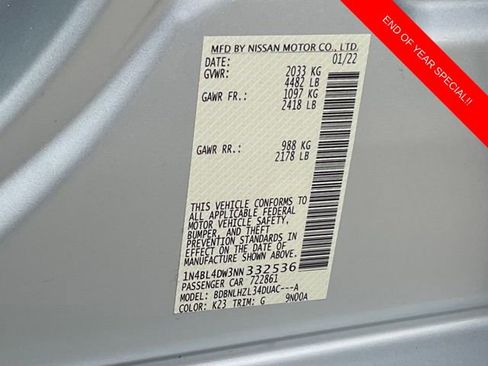 END OF YEAR SPECIAL!!
MFD BY NISSAN MOTOR CO., LTD.
DATE: 01/22
GVWR: 2033 KG
4482 LB
GAWR FR.: 1097 KG
2418 LB
GAWR RR.: 988 KG
2178 LB
THIS VEHICLE CONFORMS TO
ALL APPLICABLE FEDERAL
MOTOR VEHICLE SAFETY,
BUMPER, AND THEFT
PREVENTION STANDARDS IN
EFFECT ON THE DATE OF
MANUFACTURE SHOWN ABOVE.
1N4BL4DW3NN332536
PASSENGER CAR 722861
MODEL: BDBNLHZL34DUAC---A
COLOR: K23 TRIM: G 9N00A